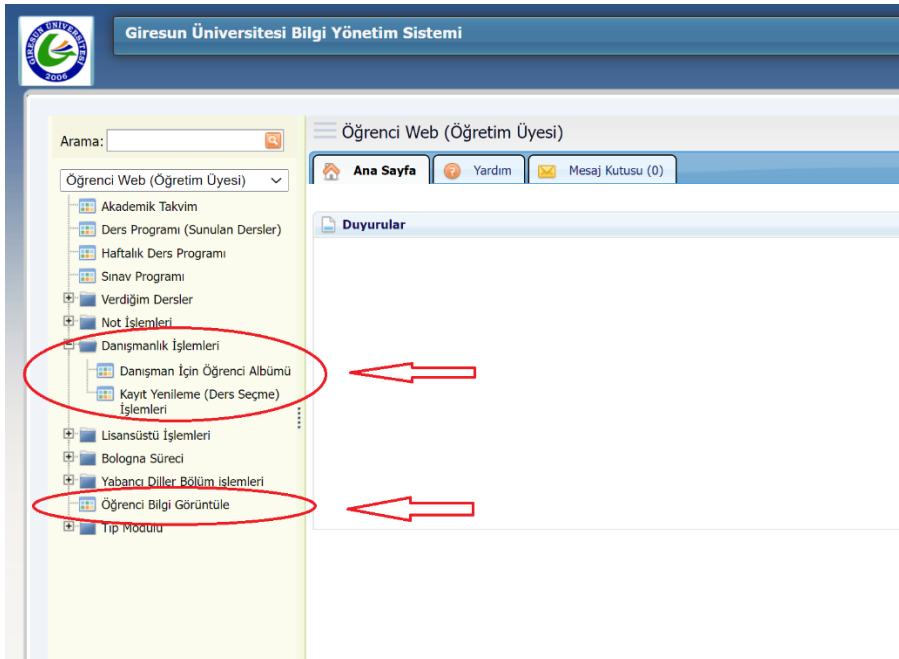 GİRESUN ÜNİVERSİTESİ
2006
Giresun Üniversitesi Bilgi Yönetim Sistemi
Arama:
Öğrenci Web (Öğretim Üyesi)
Akademik Takvim
Ders Programı (Sunulan Dersler)
Haftalık Ders Programı
Sınav Programı
Verdiğim Dersler
Not İşlemleri
Danışmanlık İşlemleri
Danışman İçin Öğrenci Albümü
Kayıt Yenileme (Ders Seçme)
İşlemleri
Lisansüstü İşlemleri
Bologna Süreci
Yabancı Diller Bölüm işlemleri
Öğrenci Bilgi Görüntüle
Tıp Modülü
Öğrenci Web (Öğretim Üyesi)
Ana Sayfa
Yardım
Mesaj Kutusu (0)
Duyurular